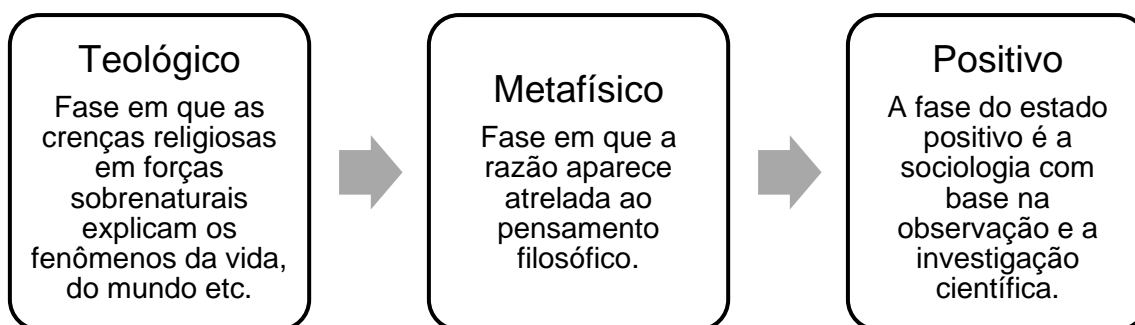 Teológico
Fase em que as
crenças religiosas
em forças
sobrenaturais
explicam os
fenômenos da vida,
do mundo etc.
Metafísico
Fase em que a
razão aparece
atrelada ao
pensamento
filosófico.
Positivo
A fase do estado
positivo é a
sociologia com
base na
observação e a
investigação
científica.